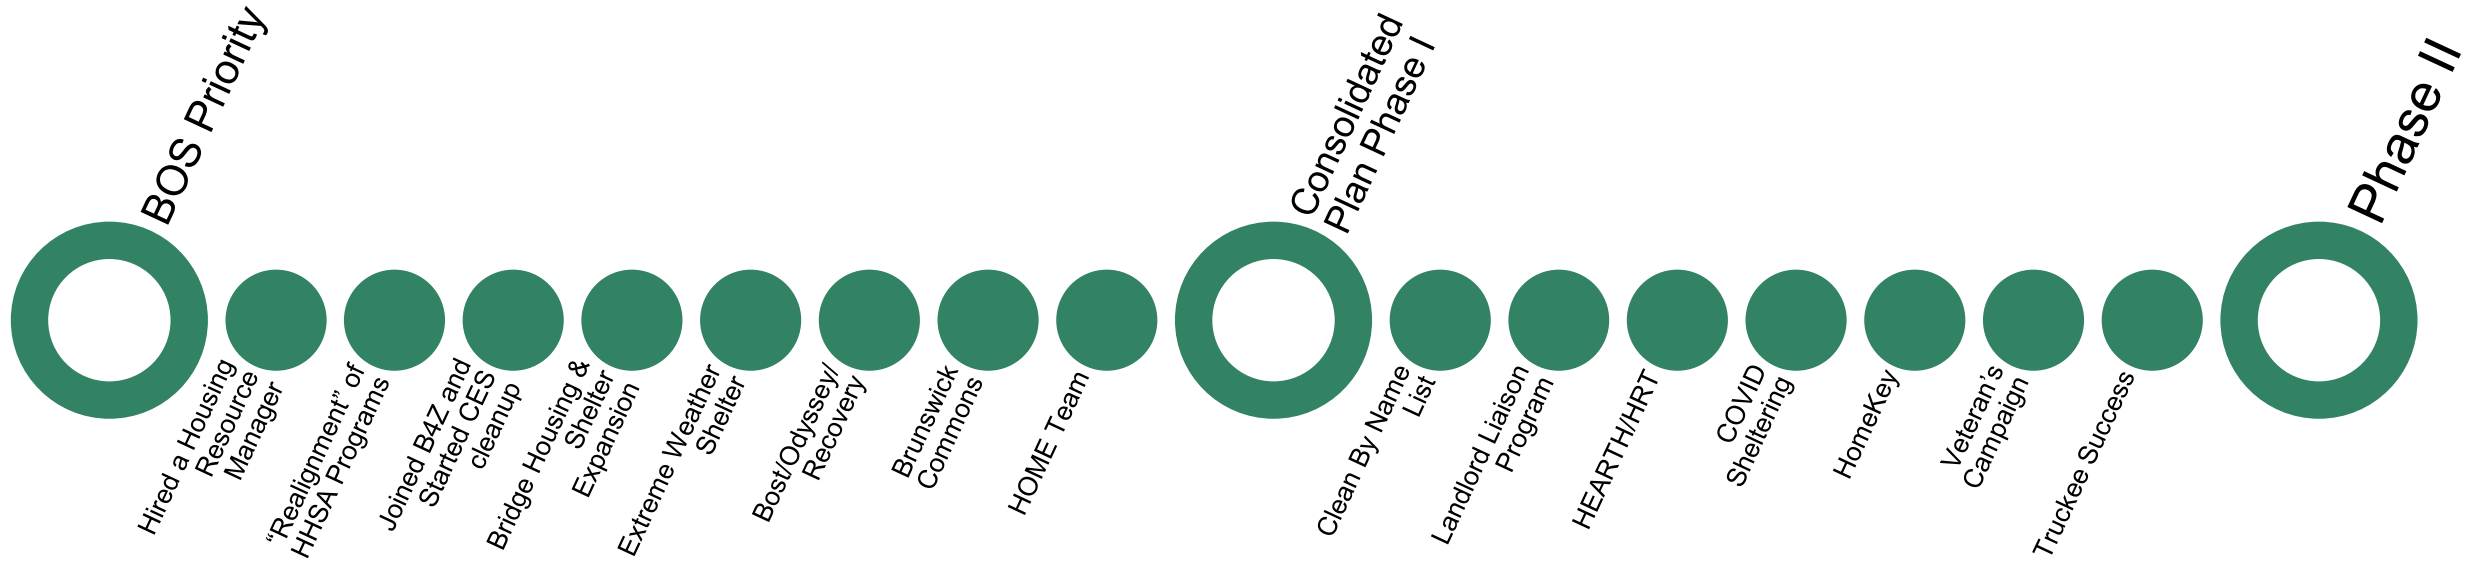 BOS Priority
Hired a Housing
Resource
Manager
“Realignment” of
HHSA Programs
Joined B4Z and
Started CES
cleanup
Bridge Housing &
Shelter
Expansion
Extreme Weather
Shelter
Bost/Odyssey/
Recovery
Brunswick
Commons
HOME Team
Consolidated
Plan Phase I
Clean By Name
List
Landlord Liaison
Program
HEARTH/HRT
COVID
Sheltering
HomeKey
Veteran’s
Campaign
Truckee Success
Phase II